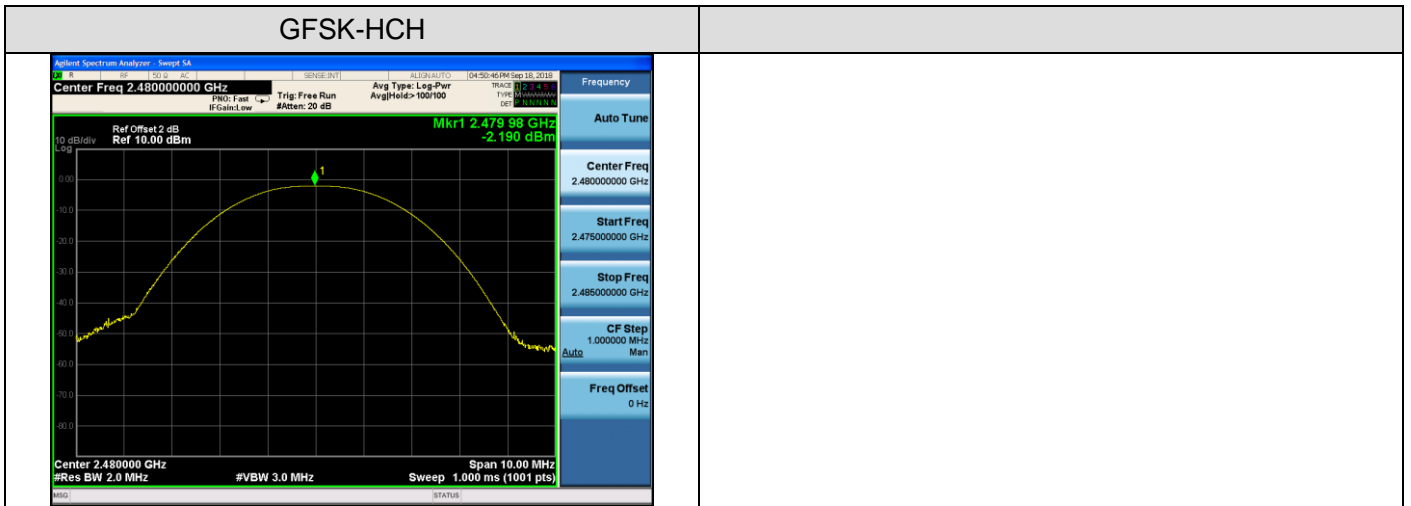 GFSK-HCH
Agilent Spectrum Analyzer - Swept SA
R RF 50 Ω AC SENSE:INT ALIGN AUTO 04:50:46 PM Sep 18, 2018
Center Freq 2.480000000 GHz
PNO: Fast
IFGain:Low
Trig: Free Run
#Atten: 20 dB
Avg Type: Log-Pwr
Avg|Hold:> 100/100
TRACE 1 2 3 4 5 6
TYPE
DET P N N N N N
Mkr1 2.479 98 GHz
-2.190 dBm
Ref Offset 2 dB
10 dB/div Ref 10.00 dBm
Log
1
0.00
-10.0
-20.0
-30.0
-40.0
-50.0
-60.0
-70.0
-80.0
Center 2.480000 GHz Span 10.00 MHz
#Res BW 2.0 MHz #VBW 3.0 MHz Sweep 1.000 ms (1001 pts)
MSG STATUS
Frequency
Auto Tune
Center Freq
2.480000000 GHz
Start Freq
2.475000000 GHz
Stop Freq
2.485000000 GHz
CF Step
1.000000 MHz
Auto Man
Freq Offset
0 Hz